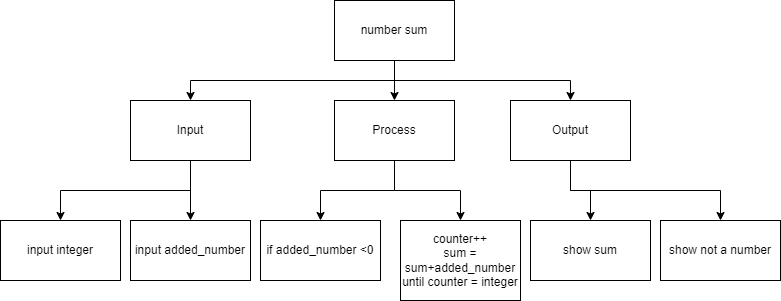 number sum
Input
Process
Output
input integer
input added_number
if added_number <0
counter++
sum =
sum+added_number
until counter = integer
show sum
show not a number